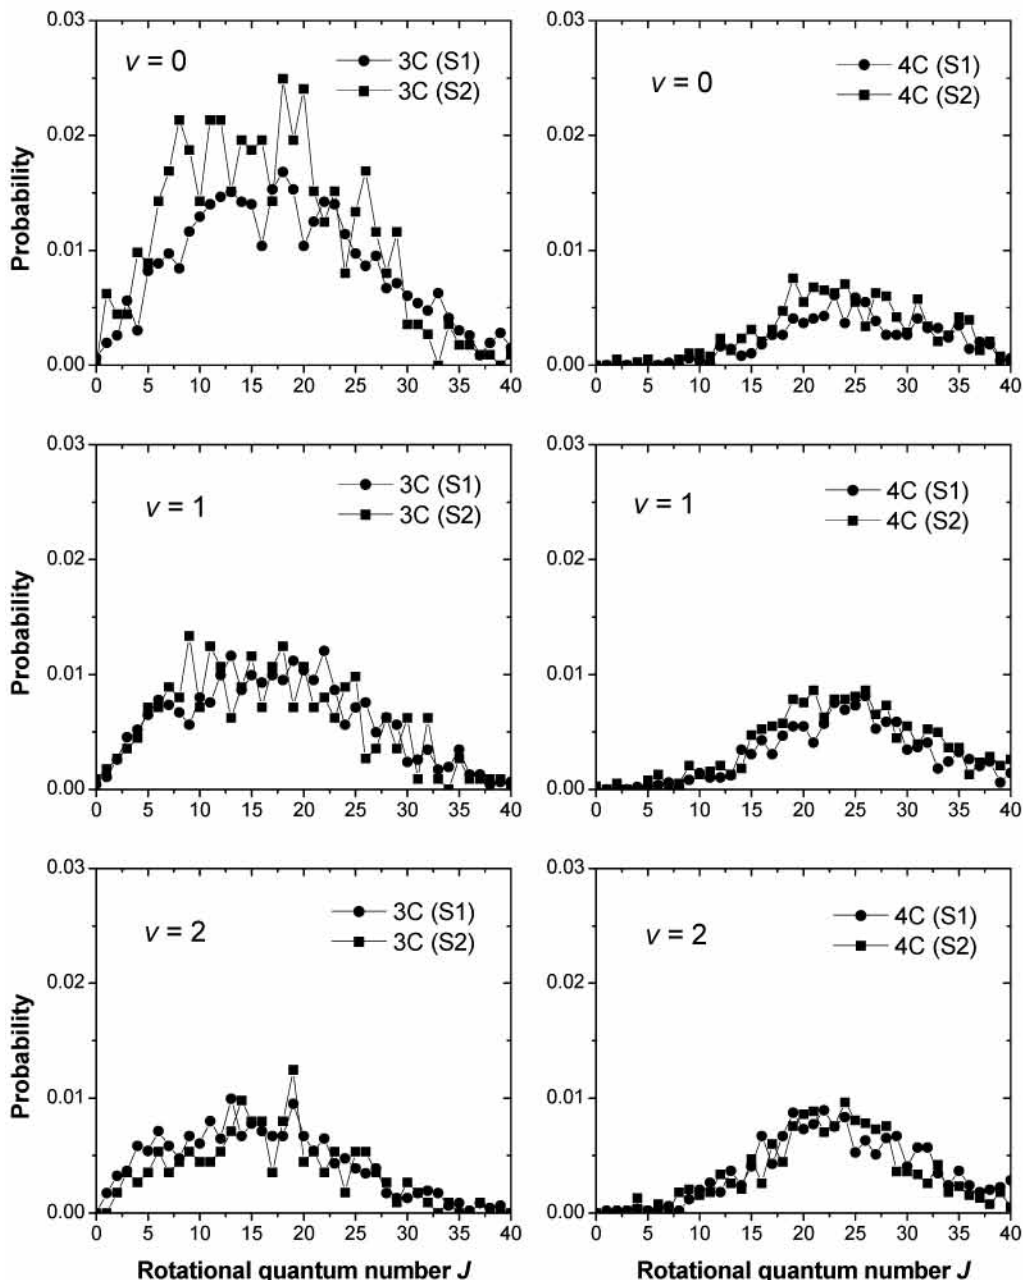 0.03
v = 0
3C (S1)
3C (S2)
0.02
0.01
0.00
Probability
0 5 10 15 20 25 30 35 40
0.03
v = 0
4C (S1)
4C (S2)
0.02
0.01
0.00
0 5 10 15 20 25 30 35 40
0.03
v = 1
3C (S1)
3C (S2)
0.02
0.01
0.00
Probability
0 5 10 15 20 25 30 35 40
0.03
v = 1
4C (S1)
4C (S2)
0.02
0.01
0.00
0 5 10 15 20 25 30 35 40
0.03
v = 2
3C (S1)
3C (S2)
0.02
0.01
0.00
Probability
0 5 10 15 20 25 30 35 40
Rotational quantum number J
0.03
v = 2
4C (S1)
4C (S2)
0.02
0.01
0.00
0 5 10 15 20 25 30 35 40
Rotational quantum number J